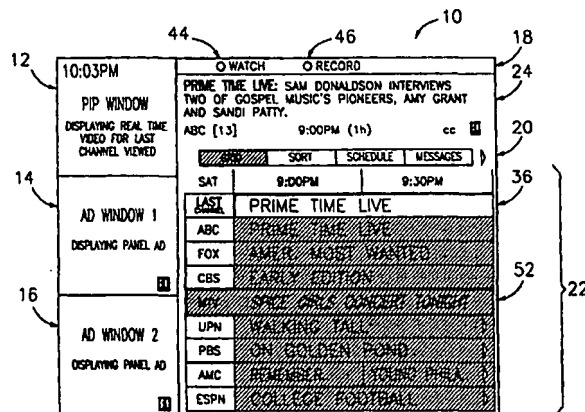 10
44
46
18
12
10:03PM
WATCH
RECORD
24
PIP WINDOW
DISPLAYING REAL TIME
VIDEO FOR LAST
CHANNEL VIEWED
PRIME TIME LIVE: SAM DONALDSON INTERVIEWS
TWO OF GOSPEL MUSIC'S PIONEERS, AMY GRANT
AND SANDI PATTY.
ABC [13] 9:00PM (1h) cc
20
GRID SORT SCHEDULE MESSAGES
14
SAT 9:00PM 9:30PM
36
LAST CHANNEL PRIME TIME LIVE
AD WINDOW 1
DISPLAYING PANEL AD
ABC PRIME TIME LIVE
FOX AMER. MOST WANTED
CBS EARLY EDITION
52
16
MTV SPICE GIRLS CONCERT TONIGHT
22
AD WINDOW 2
DISPLAYING PANEL AD
UPN WALKING TALL
PBS ON GOLDEN POND
AMC REMEMBER YOUNG PHILA.
ESPN COLLEGE FOOTBALL